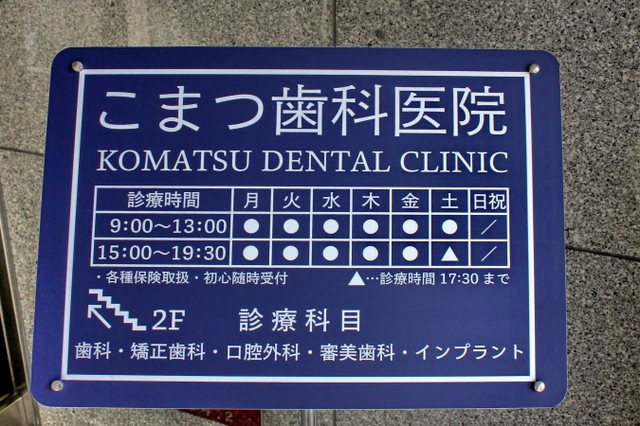 こまつ歯科医院
KOMATSU DENTAL CLINIC
診療時間 月 火 水 木 金 土 日祝
9:00〜13:00 ● ● ● ● ● ● ／
15:00〜19:30 ● ● ● ● ● ▲ ／
・各種保険取扱・初心随時受付 ▲…診療時間 17:30 まで
2F 診療科目
歯科・矯正歯科・口腔外科・審美歯科・インプラント